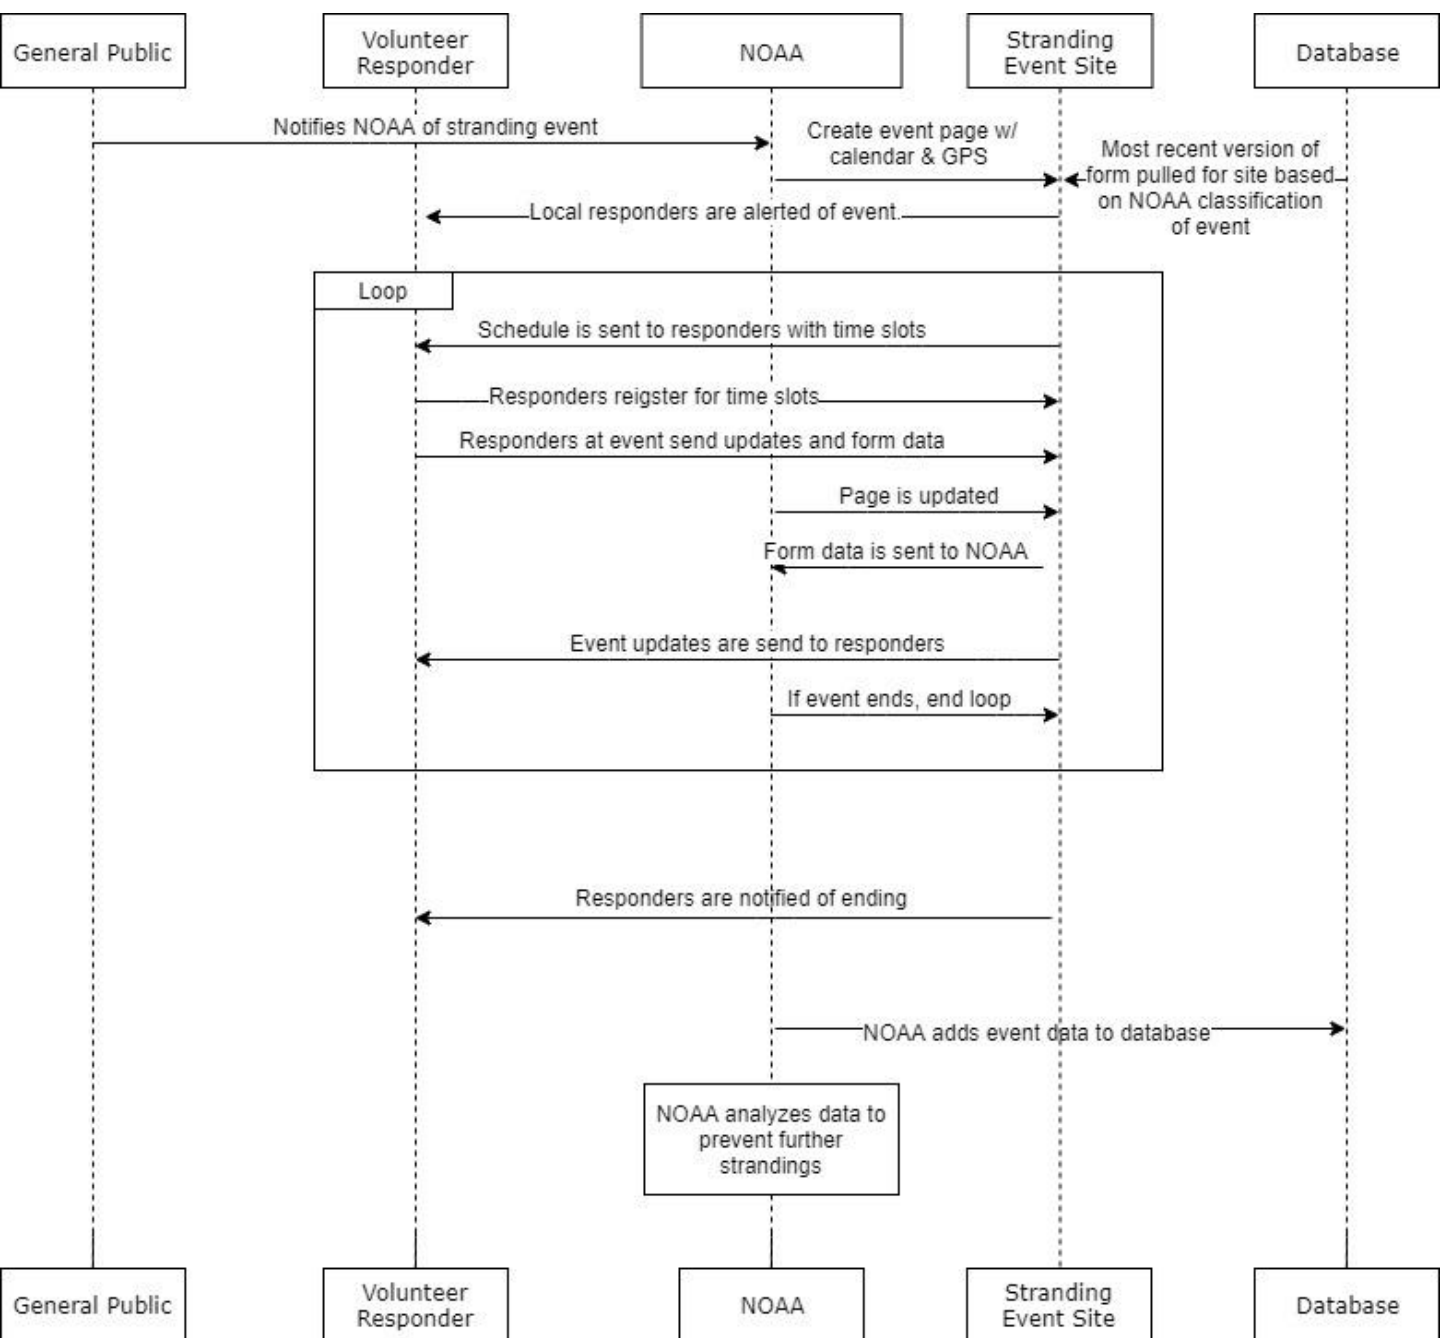 General Public
Volunteer
Responder
NOAA
Stranding
Event Site
Database
Notifies NOAA of stranding event
Create event page w/
calendar & GPS
Most recent version of
form pulled for site based
on NOAA classification
of event
Local responders are alerted of event.
Loop
Schedule is sent to responders with time slots
Responders reigster for time slots
Responders at event send updates and form data
Page is updated
Form data is sent to NOAA
Event updates are send to responders
If event ends, end loop
Responders are notified of ending
NOAA adds event data to database
NOAA analyzes data to
prevent further
strandings
General Public
Volunteer
Responder
NOAA
Stranding
Event Site
Database